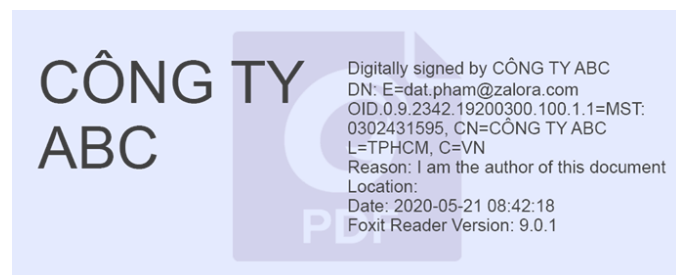 CÔNG TY
ABC
Digitally signed by CÔNG TY ABC
DN: E=dat.pham@zalora.com
OID.0.9.2342.19200300.100.1.1=MST:
0302431595, CN=CÔNG TY ABC
L=TPHCM, C=VN
Reason: I am the author of this document
Location:
Date: 2020-05-21 08:42:18
Foxit Reader Version: 9.0.1
PDF